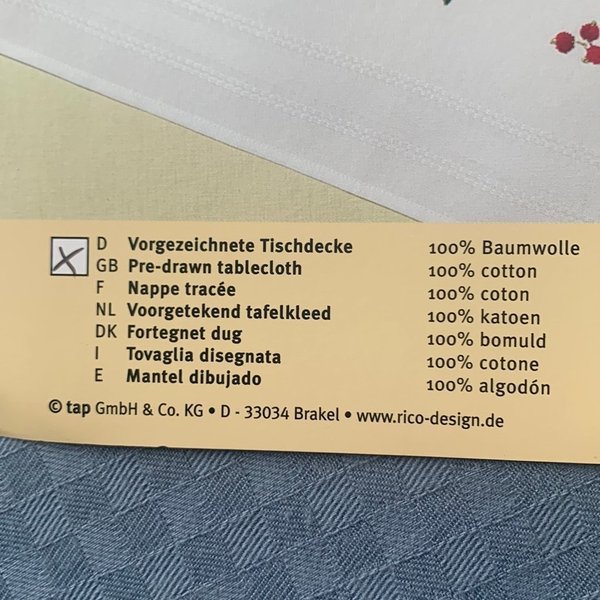 D Vorgezeichnete Tischdecke 100% Baumwolle
GB Pre-drawn tablecloth 100% cotton
F Nappe tracée 100% coton
NL Voorgetekend tafelkleed 100% katoen
DK Fortegnet dug 100% bomuld
I Tovaglia disegnata 100% cotone
E Mantel dibujado 100% algodón
© tap GmbH & Co. KG • D - 33034 Brakel • www.rico-design.de